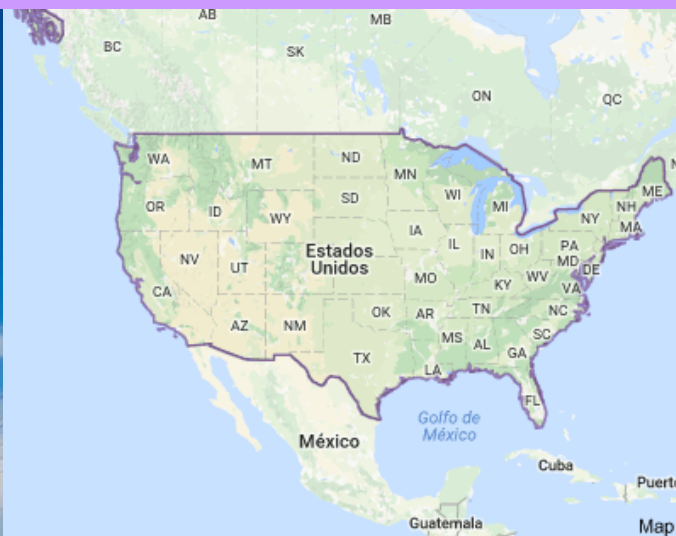 AB
MB
BC
SK
ON
QC
WA
MT
ND
MN
OR
ID
WY
SD
WI
MI
ME
NH
NY
MA
IA
NV
UT
Estados
Unidos
IL
IN
OH
PA
MD
DE
CA
MO
KY
WV
VA
AZ
NM
OK
AR
TN
NC
SC
TX
MS
AL
GA
LA
FL
Golfo de
México
México
Cuba
Puert
Guatemala
Map